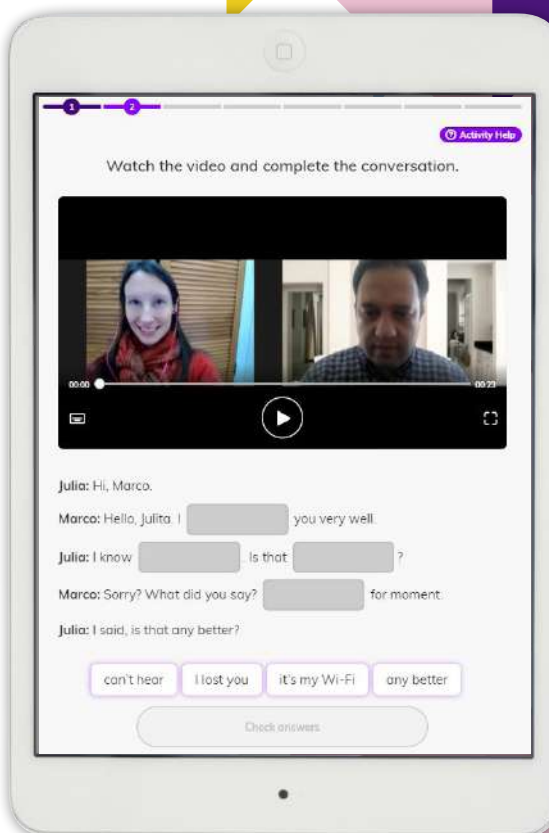 1 2
Activity Help
Watch the video and complete the conversation.
00:00 00:23
Julia: Hi, Marco.
Marco: Hello, Julita. I you very well.
Julia: I know . Is that ?
Marco: Sorry? What did you say? for moment.
Julia: I said, is that any better?
can't hear I lost you it's my Wi-Fi any better
Check answers